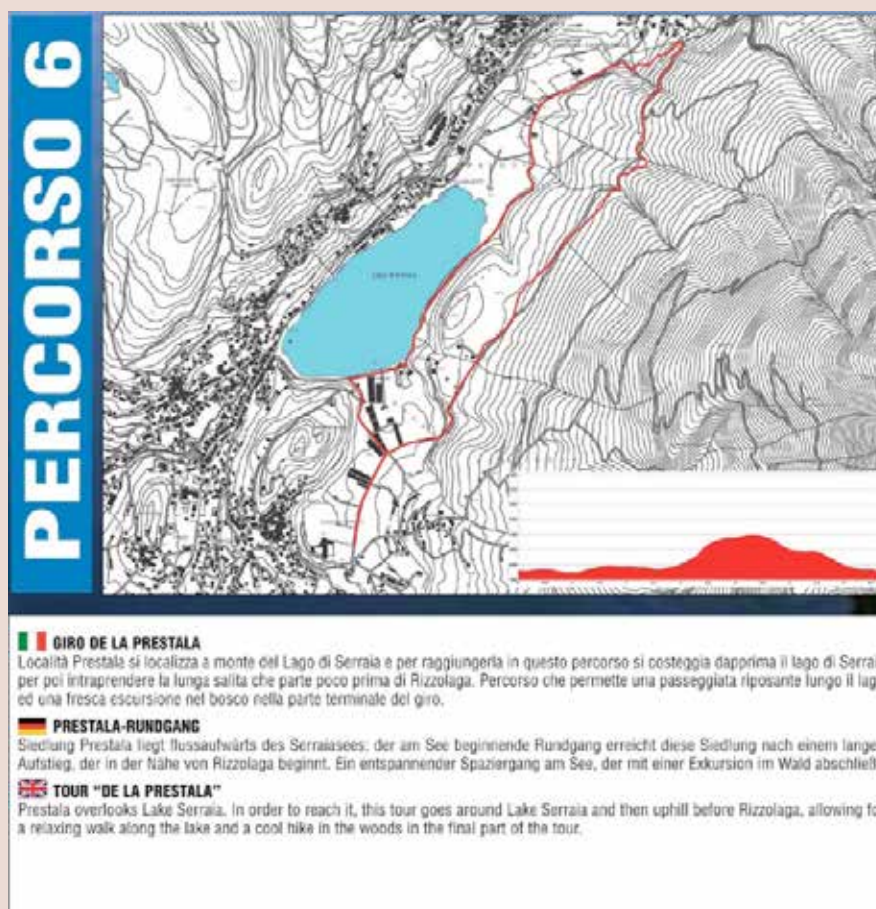 PERCORSO 6
GIRO DE LA PRESTALA
Località Prestala si localizza a monte del Lago di Serraia e per raggiungerla in questo percorso si costeggia dapprima il lago di Serrai
per poi intraprendere la lunga salita che parte poco prima di Rizzolaga. Percorso che permette una passeggiata riposante lungo il lag
ed una fresca escursione nel bosco nella parte terminale del giro.
PRESTALA-RUNDGANG
Siedlung Prestala liegt flussaufwärts des Serraiasees; der am See beginnende Rundgang erreicht diese Siedlung nach einem lange
Aufstieg, der in der Nähe von Rizzolaga beginnt. Ein entspannender Spaziergang am See, der mit einer Exkursion im Wald abschließ
TOUR "DE LA PRESTALA"
Prestala overlooks Lake Serraia. In order to reach it, this tour goes around Lake Serraia and then uphill before Rizzolaga, allowing fo
a relaxing walk along the lake and a cool hike in the woods in the final part of the tour.